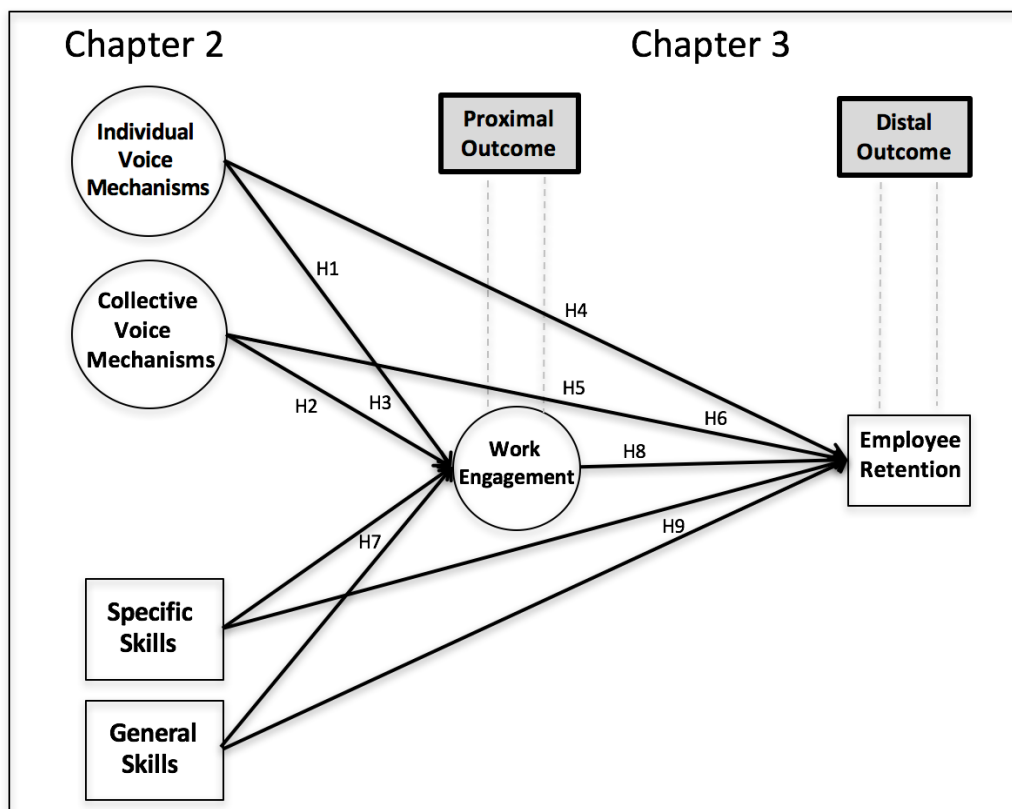 Chapter 2
Chapter 3
Individual
Voice
Mechanisms
Proximal
Outcome
Distal
Outcome
H1
Collective
Voice
Mechanisms
H4
H2
H3
H5
H6
Work
Engagement
H8
Employee
Retention
H7
H9
Specific
Skills
General
Skills